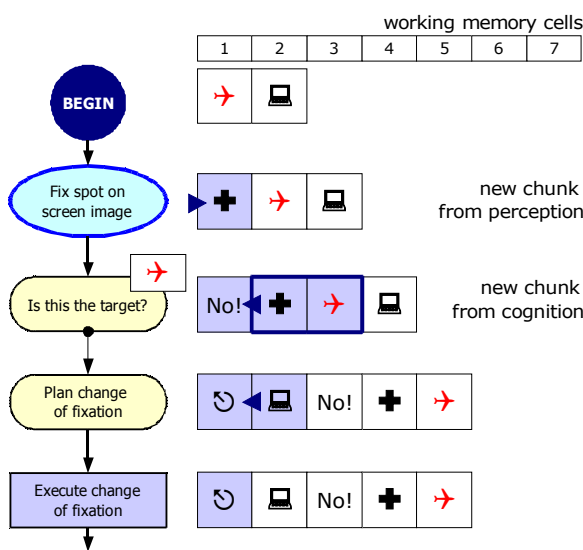 working memory cells
1 2 3 4 5 6 7
BEGIN
Fix spot on
screen image
new chunk
from perception
Is this the target?
No!
new chunk
from cognition
Plan change
of fixation
No!
Execute change
of fixation
No!